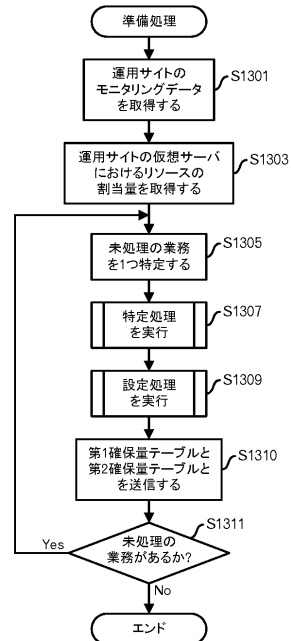 準備処理
運用サイトの
モニタリングデータ
を取得する
S1301
運用サイトの仮想サーバ
におけるリソースの
割当量を取得する
S1303
未処理の業務
を1つ特定する
S1305
特定処理
を実行
S1307
設定処理
を実行
S1309
第1確保量テーブルと
第2確保量テーブルと
を送信する
S1310
未処理の
業務があるか?
S1311
Yes
No
エンド